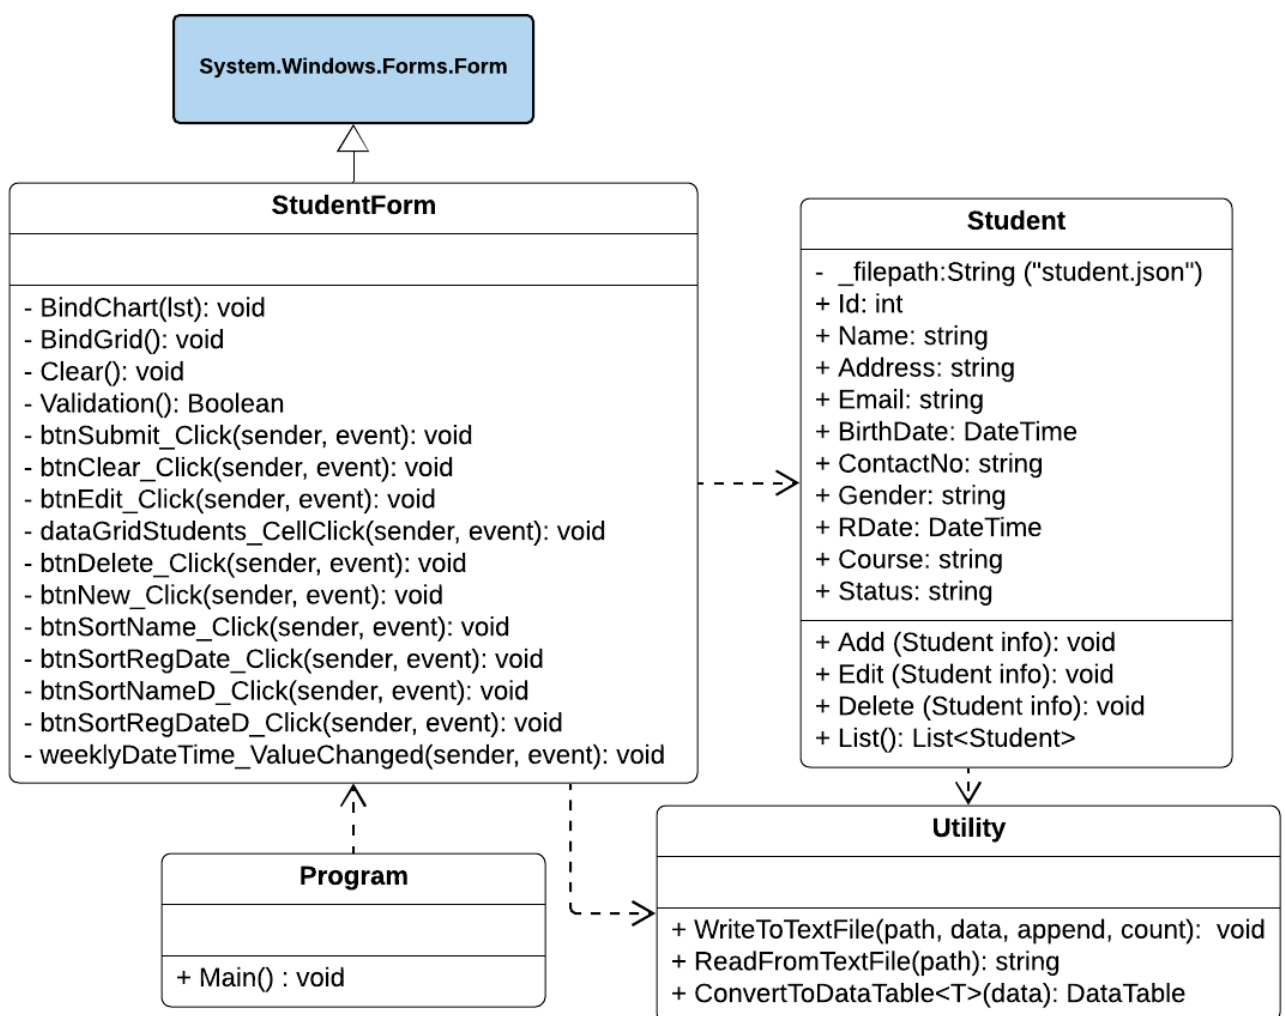 System.Windows.Forms.Form
StudentForm
- BindChart(lst): void
- BindGrid(): void
- Clear(): void
- Validation(): Boolean
- btnSubmit_Click(sender, event): void
- btnClear_Click(sender, event): void
- btnEdit_Click(sender, event): void
- dataGridStudents_CellClick(sender, event): void
- btnDelete_Click(sender, event): void
- btnNew_Click(sender, event): void
- btnSortName_Click(sender, event): void
- btnSortRegDate_Click(sender, event): void
- btnSortNameD_Click(sender, event): void
- btnSortRegDateD_Click(sender, event): void
- weeklyDateTime_ValueChanged(sender, event): void
Student
- _filepath:String ("student.json")
+ Id: int
+ Name: string
+ Address: string
+ Email: string
+ BirthDate: DateTime
+ ContactNo: string
+ Gender: string
+ RDate: DateTime
+ Course: string
+ Status: string
+ Add (Student info): void
+ Edit (Student info): void
+ Delete (Student info): void
+ List(): List<Student>
Program
+ Main() : void
Utility
+ WriteToTextFile(path, data, append, count): void
+ ReadFromTextFile(path): string
+ ConvertToDataTable<T>(data): DataTable